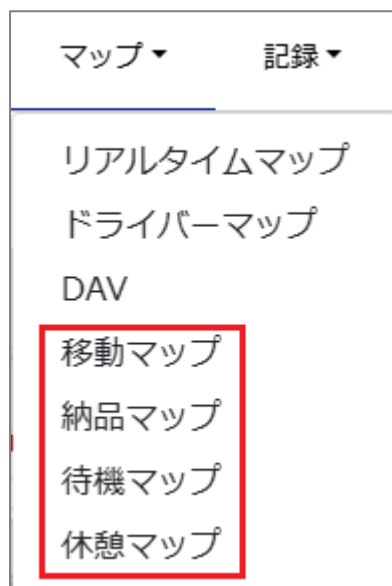 マップ▼ 記録▼
リアルタイムマップ
ドライバーマップ
DAV
移動マップ
納品マップ
待機マップ
休憩マップ